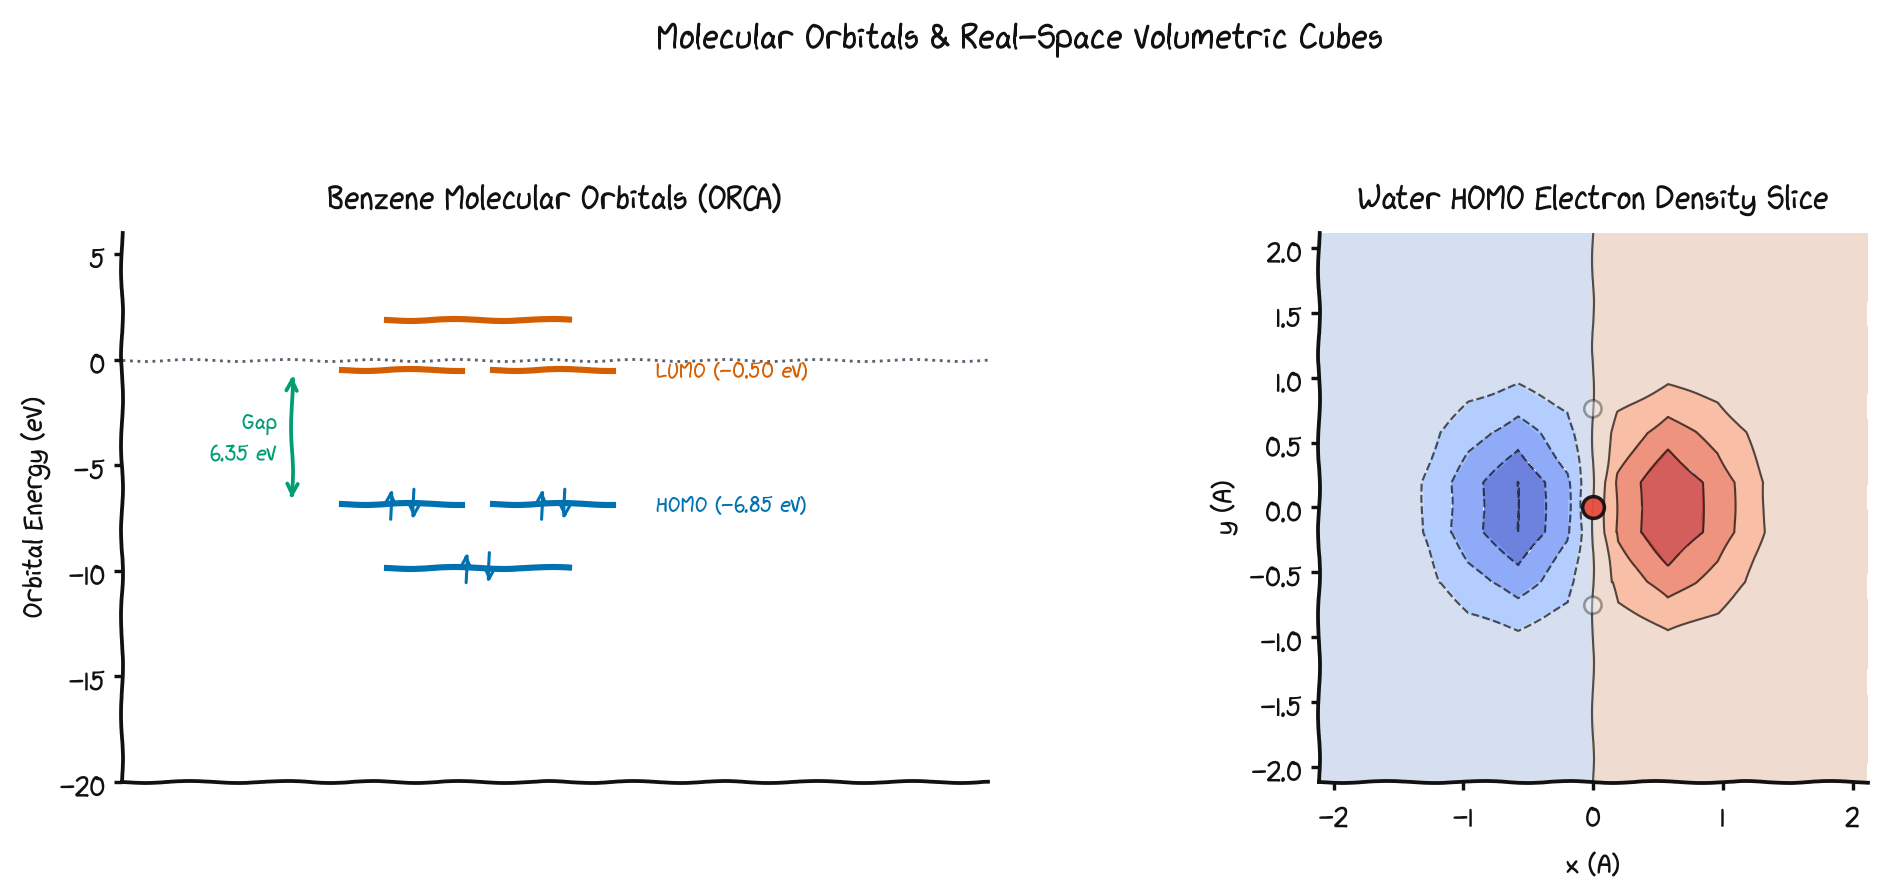 Molecular Orbitals & Real-Space Volumetric Cubes
Benzene Molecular Orbitals (ORCA)
Orbital Energy (eV)
5
0
−5
−10
−15
−20
LUMO (−0.50 eV)
Gap
6.35 eV
HOMO (−6.85 eV)
Water HOMO Electron Density Slice
y (A)
2.0
1.5
1.0
0.5
0.0
−0.5
−1.0
−1.5
−2.0
−2
−1
0
1
2
x (A)